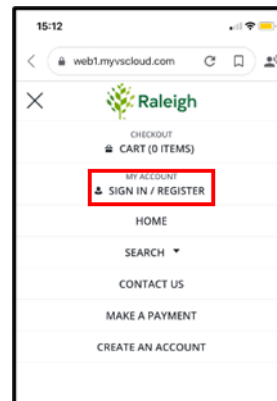 15:12
web1.myvscloud.com
Raleigh
CHECKOUT
CART (0 ITEMS)
MY ACCOUNT
SIGN IN / REGISTER
HOME
SEARCH
CONTACT US
MAKE A PAYMENT
CREATE AN ACCOUNT